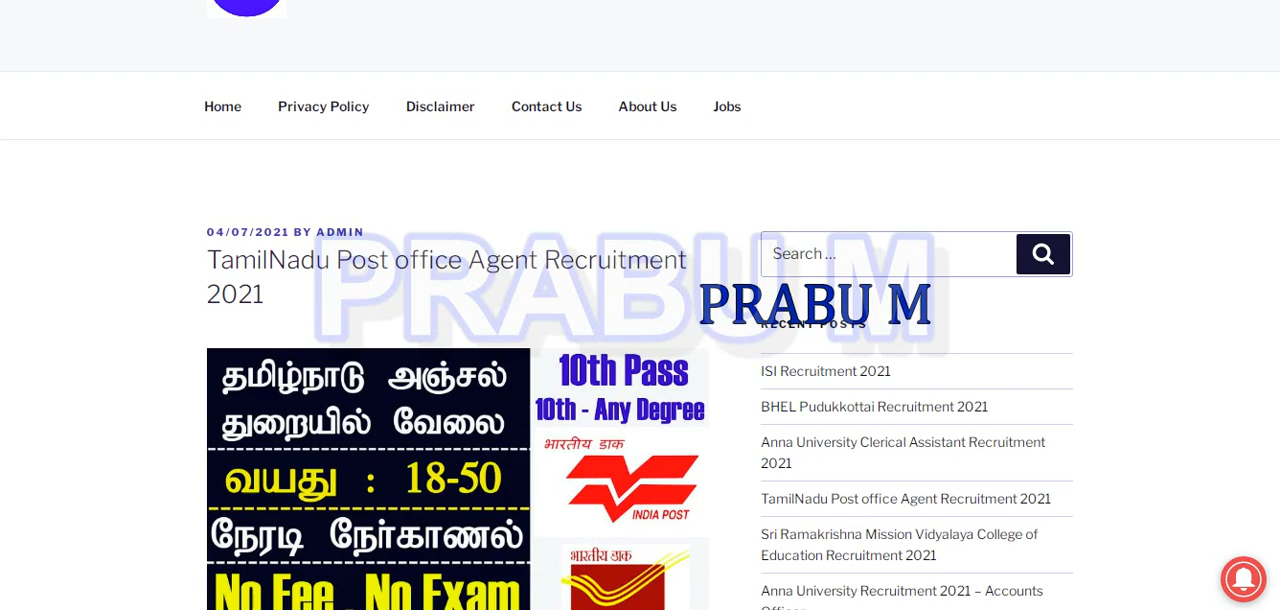 Home Privacy Policy Disclaimer Contact Us About Us Jobs
04/07/2021 BY ADMIN
TamilNadu Post office Agent Recruitment
2021
PRABU M
தமிழ்நாடு அஞ்சல்
துறையில் வேலை
வயது : 18-50
நேரடி நேர்காணல்
No Fee , No Exam
10th Pass
10th - Any Degree
भारतीय डाक
INDIA POST
भारतीय डाक
Search …
PRABU M
RECENT POSTS
ISI Recruitment 2021
BHEL Pudukkottai Recruitment 2021
Anna University Clerical Assistant Recruitment
2021
TamilNadu Post office Agent Recruitment 2021
Sri Ramakrishna Mission Vidyalaya College of
Education Recruitment 2021
Anna University Recruitment 2021 – Accounts
Officer